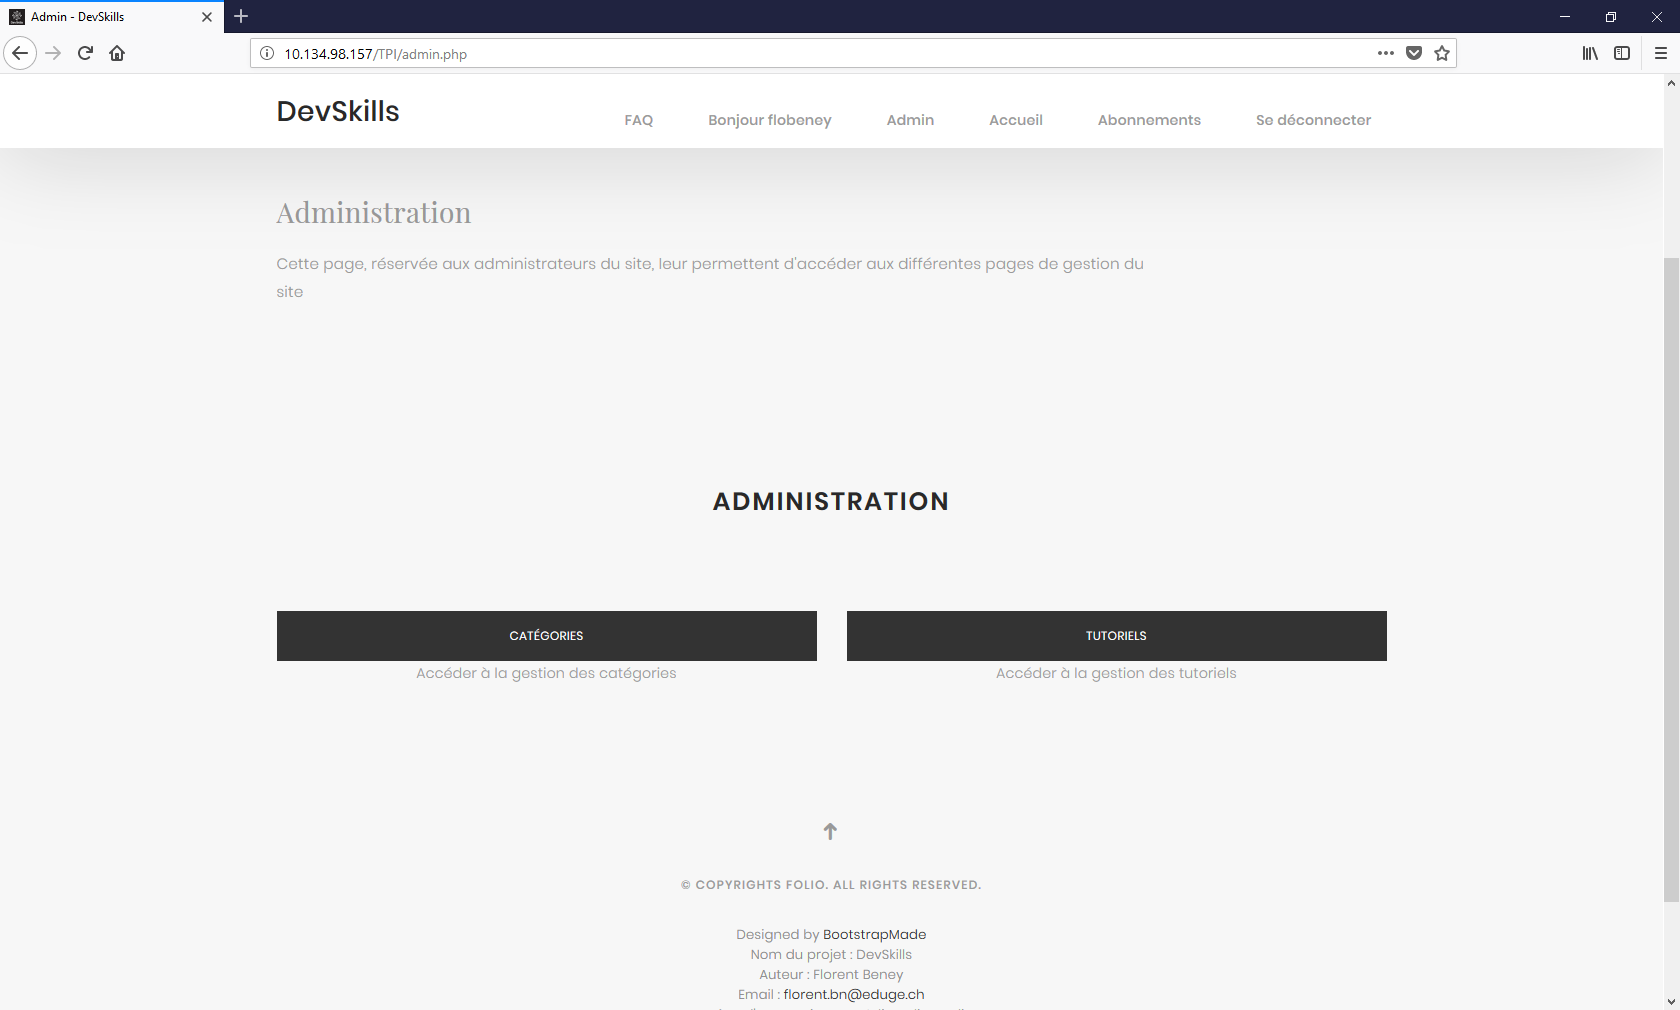 Admin - DevSkills
10.134.98.157/TPI/admin.php
DevSkills
FAQ
Bonjour flobeney
Admin
Accueil
Abonnements
Se déconnecter
Administration
Cette page, réservée aux administrateurs du site, leur permettent d'accéder aux différentes pages de gestion du
site
ADMINISTRATION
CATÉGORIES
TUTORIELS
Accéder à la gestion des catégories
Accéder à la gestion des tutoriels
© COPYRIGHTS FOLIO. ALL RIGHTS RESERVED.
Designed by BootstrapMade
Nom du projet : DevSkills
Auteur : Florent Beney
Email : florent.bn@eduge.ch